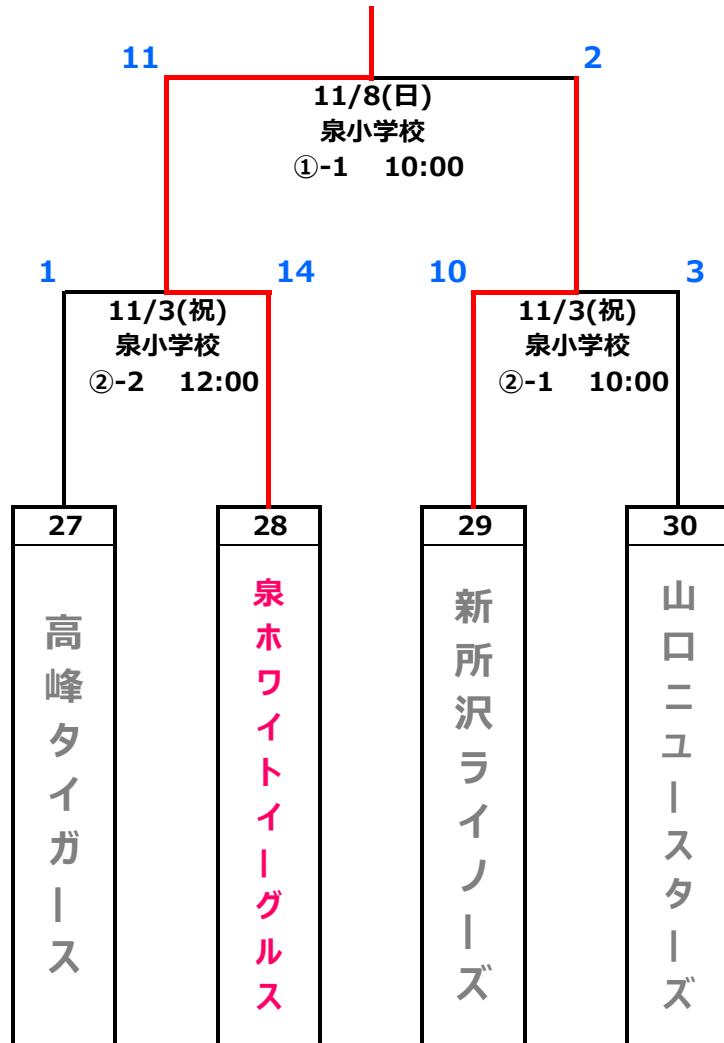 11
2
11/8(日)
泉小学校
①-1 10:00
1
14
10
3
11/3(祝)
泉小学校
②-2 12:00
11/3(祝)
泉小学校
②-1 10:00
27
28
29
30
高峰タイガース
泉ホワイトイーグルス
新所沢ライノーズ
山口ニュースターズ